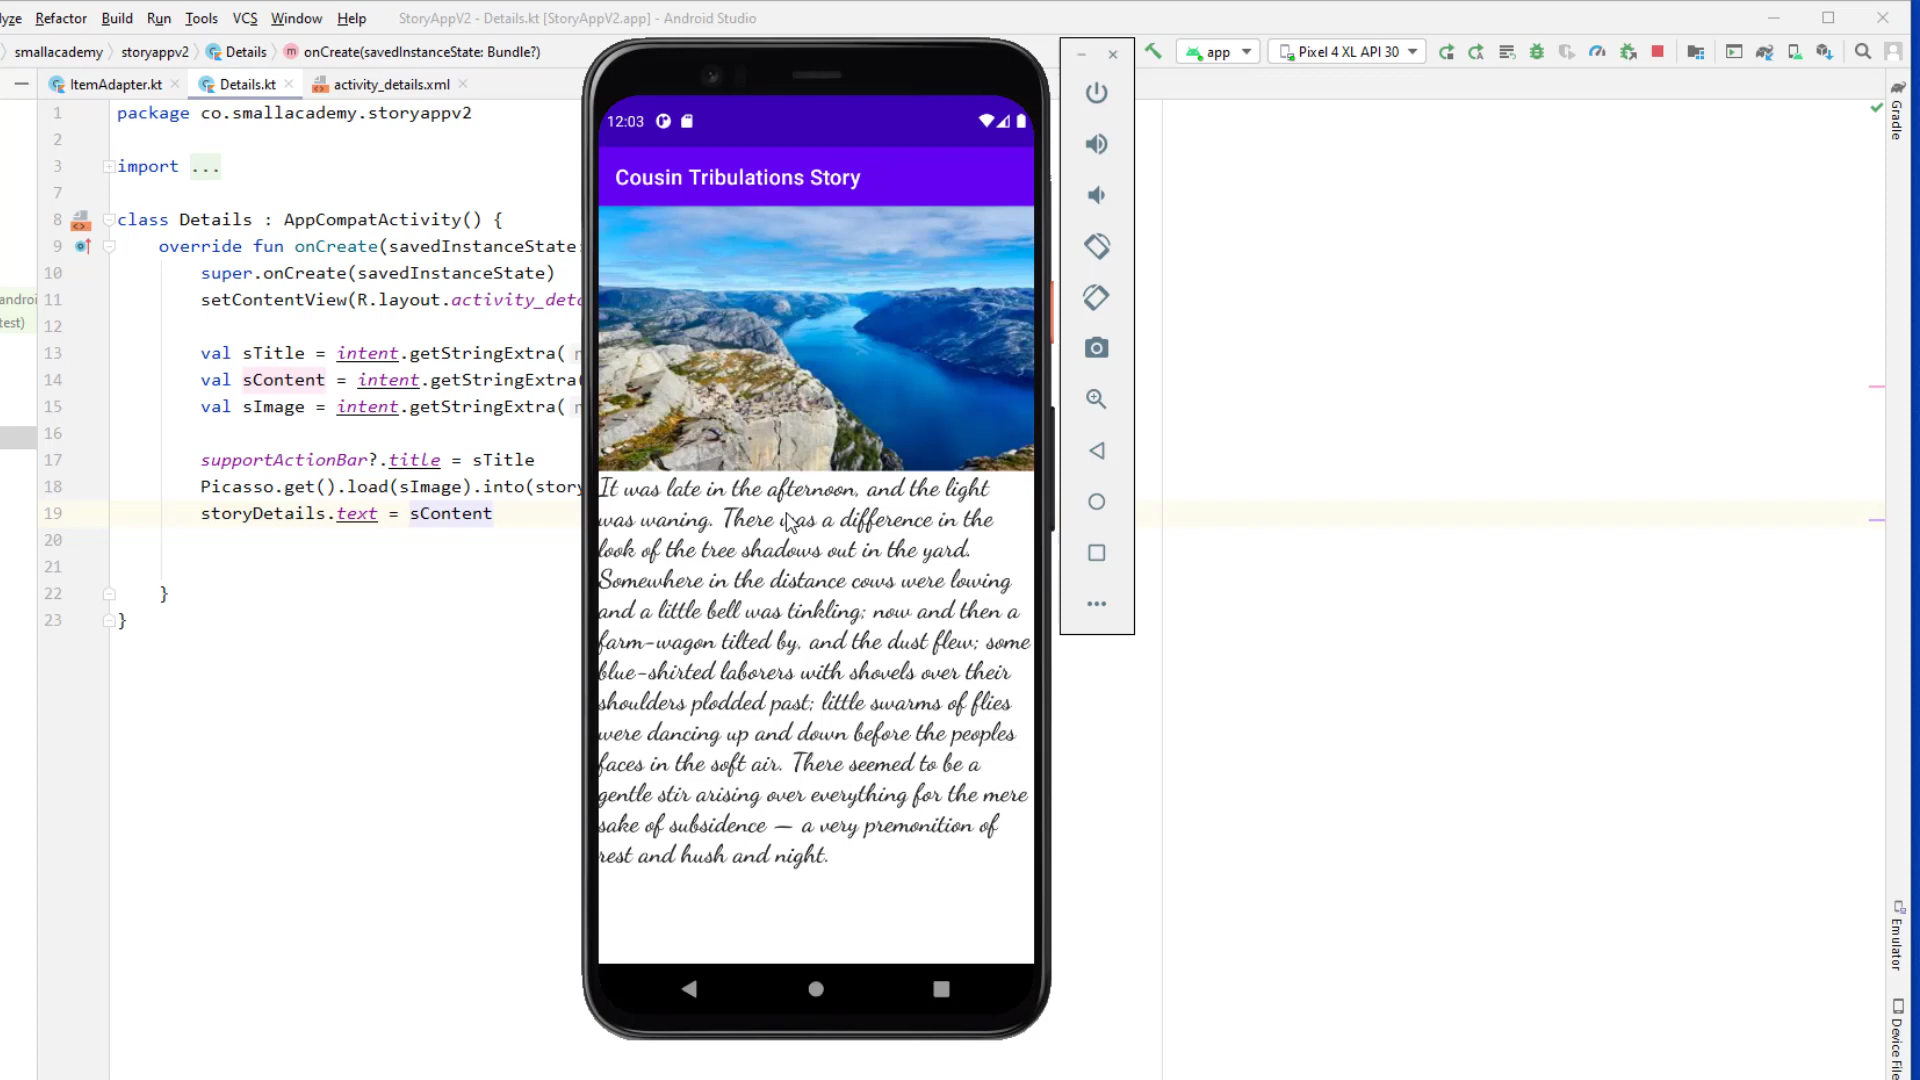 lyze Refactor Build Run Tools VCS Window Help StoryAppV2 - Details.kt [StoryAppV2.app] - Android Studio
smallacademy storyappv2 Details onCreate(savedInstanceState: Bundle?) app Pixel 4 XL API 30
ItemAdapter.kt Details.kt activity_details.xml
1 package co.smallacademy.storyappv2
2
3 import ...
7
8 class Details : AppCompatActivity() {
9 override fun onCreate(savedInstanceState:
10 super.onCreate(savedInstanceState)
11 setContentView(R.layout.activity_deta
12
13 val sTitle = intent.getStringExtra(
14 val sContent = intent.getStringExtra(
15 val sImage = intent.getStringExtra(
16
17 supportActionBar?.title = sTitle
18 Picasso.get().load(sImage).into(story
19 storyDetails.text = sContent
20
21
22 }
23 }
androi
test)
12:03
Cousin Tribulations Story
It was late in the afternoon, and the light
was waning. There was a difference in the
look of the tree shadows out in the yard.
Somewhere in the distance cows were lowing
and a little bell was tinkling; now and then a
farm-wagon tilted by, and the dust flew; some
blue-shirted laborers with shovels over their
shoulders plodded past; little swarms of flies
were dancing up and down before the peoples
faces in the soft air. There seemed to be a
gentle stir arising over everything for the mere
sake of subsidence — a very premonition of
rest and hush and night.
Gradle
Emulator
Device File